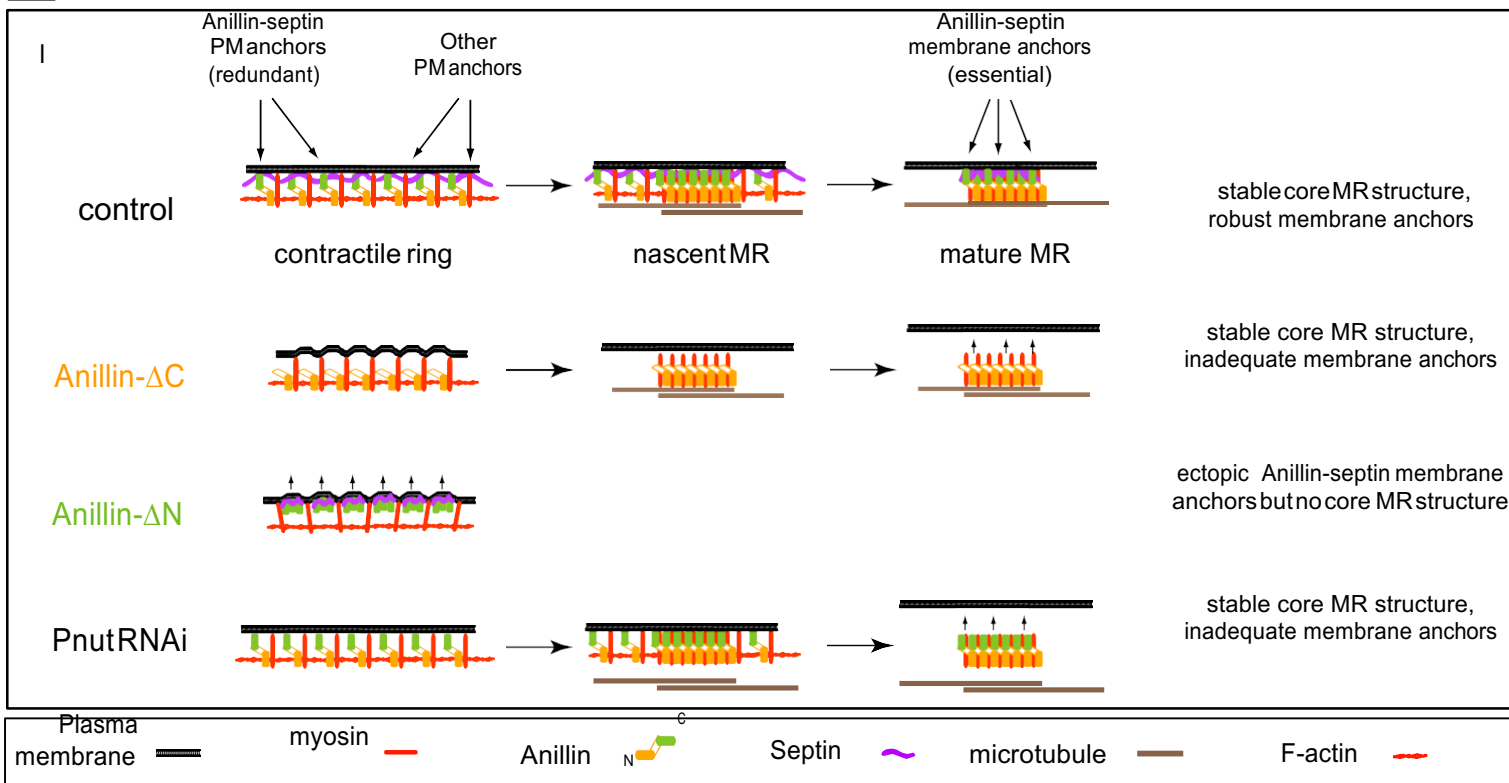 I
Anillin-septin
PM anchors
(redundant)
Other
PM anchors
Anillin-septin
membrane anchors
(essential)
control
contractile ring
nascent MR
mature MR
stable core MR structure,
robust membrane anchors
Anillin-ΔC
stable core MR structure,
inadequate membrane anchors
Anillin-ΔN
ectopic Anillin-septin membrane
anchors but no core MR structure
Pnut RNAi
stable core MR structure,
inadequate membrane anchors
Plasma
membrane
myosin
Anillin
N
C
Septin
microtubule
F-actin